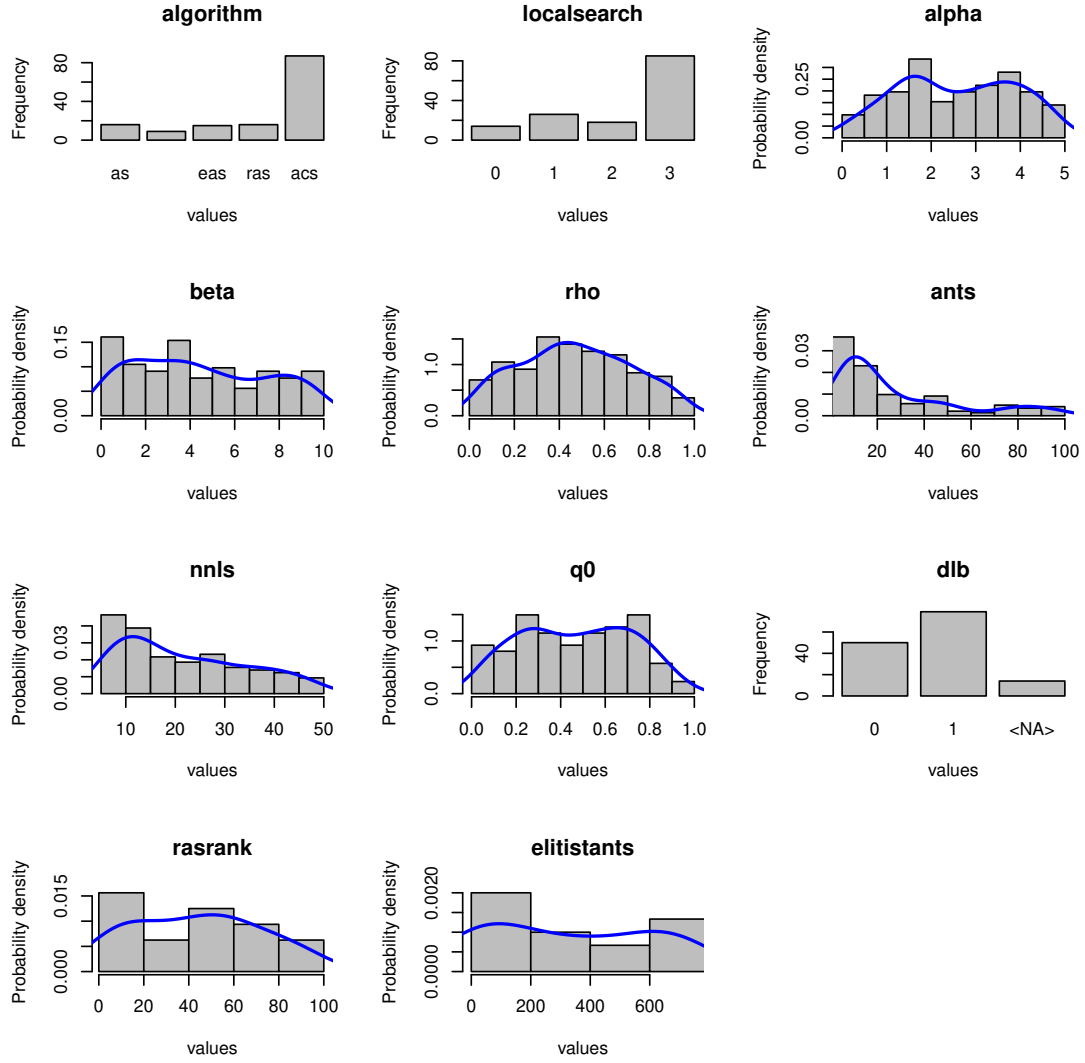 algorithm
Frequency
0 40 80
as eas ras acs
values
localsearch
Frequency
0 40 80
0 1 2 3
values
alpha
Probability density
0.00 0.25
0 1 2 3 4 5
values
beta
Probability density
0.00 0.15
0 2 4 6 8 10
values
rho
Probability density
0.0 1.0
0.0 0.2 0.4 0.6 0.8 1.0
values
ants
Probability density
0.00 0.03
20 40 60 80 100
values
nnls
Probability density
0.00 0.03
10 20 30 40 50
values
q0
Probability density
0.0 1.0
0.0 0.2 0.4 0.6 0.8 1.0
values
dlb
Frequency
0 40
0 1 <NA>
values
rasrank
Probability density
0.000 0.015
0 20 40 60 80 100
values
elitistants
Probability density
0.0000 0.0020
0 200 400 600
values